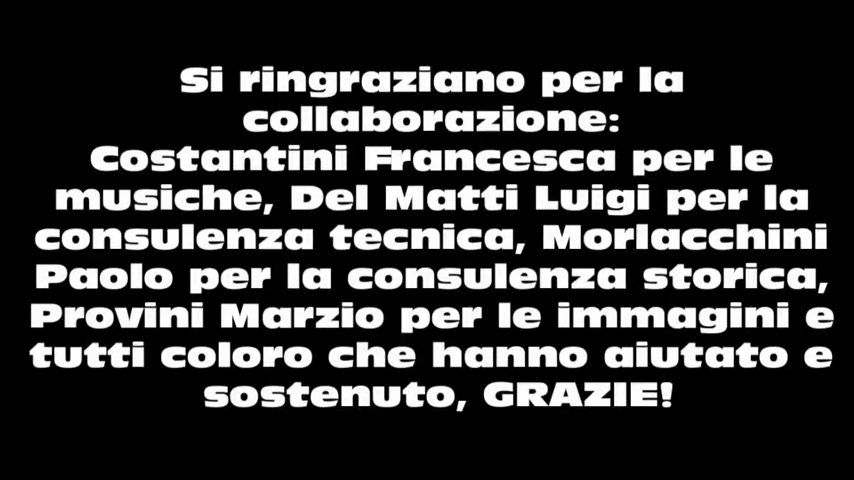 Si ringraziano per la
collaborazione:
Costantini Francesca per le
musiche, Del Matti Luigi per la
consulenza tecnica, Morlacchini
Paolo per la consulenza storica,
Provini Marzio per le immagini e
tutti coloro che hanno aiutato e
sostenuto, GRAZIE!